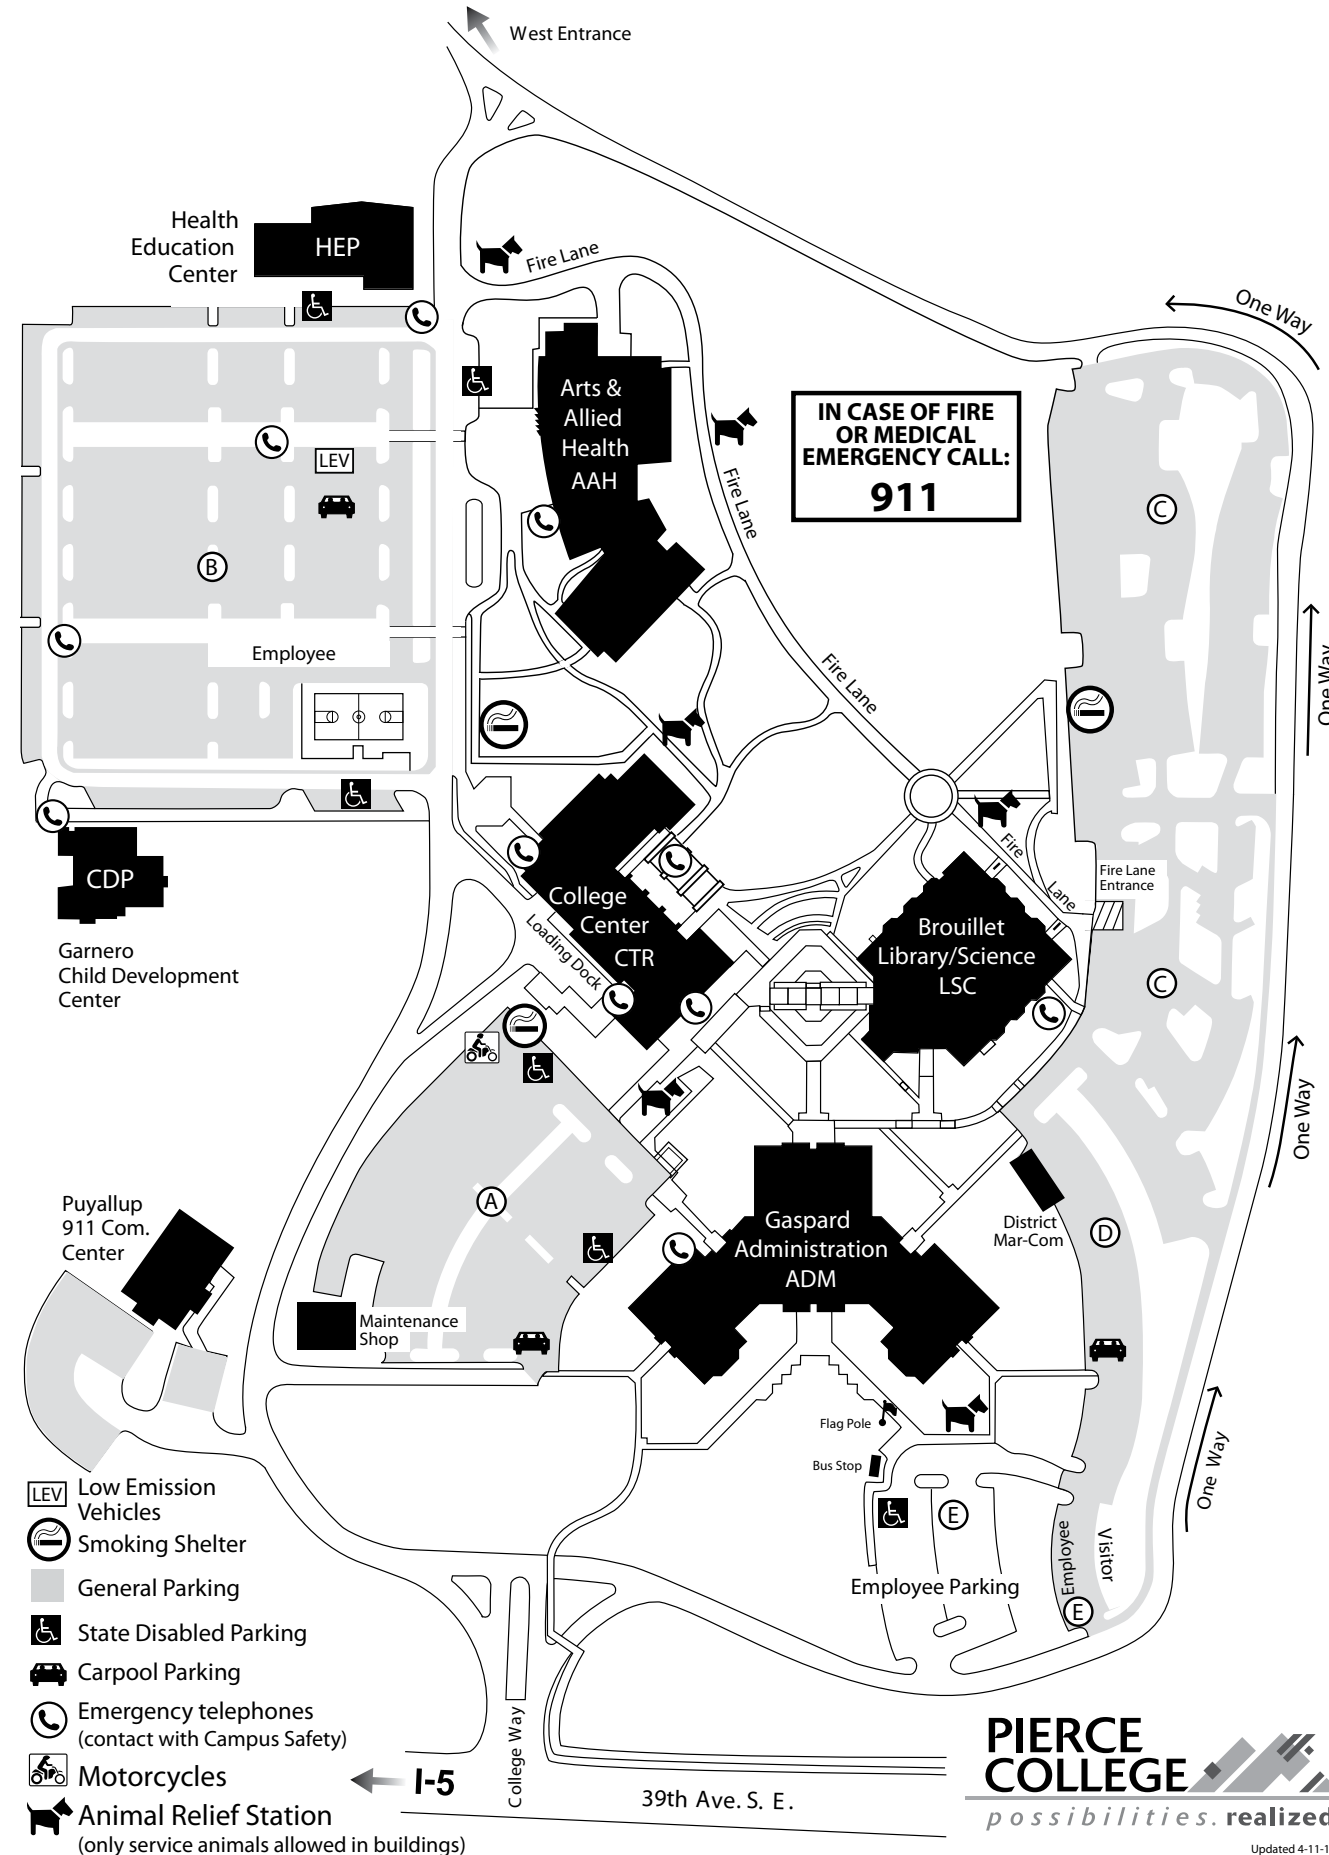 West Entrance
Health
Education
Center
HEP
Fire Lane
One Way
Arts &
Allied
Health
AAH
IN CASE OF FIRE
OR MEDICAL
EMERGENCY CALL:
911
LEV
Fire Lane
C
B
Employee
Fire Lane
One Way
CDP
Garnero
Child Development
Center
College
Center
CTR
Loading Dock
Fire
Lane
Fire Lane
Entrance
Brouillet
Library/Science
LSC
C
One Way
A
Puyallup
911 Com.
Center
Gaspard
Administration
ADM
District
Mar-Com
D
Maintenance
Shop
Flag Pole
Bus Stop
One Way
E
Employee Parking
Employee
Visitor
E
LEV
Low Emission
Vehicles
Smoking Shelter
General Parking
State Disabled Parking
Carpool Parking
Emergency telephones
(contact with Campus Safety)
Motorcycles
Animal Relief Station
(only service animals allowed in buildings)
I-5
College Way
39th Ave. S. E.
PIERCE
COLLEGE
possibilities. realized
Updated 4-11-1